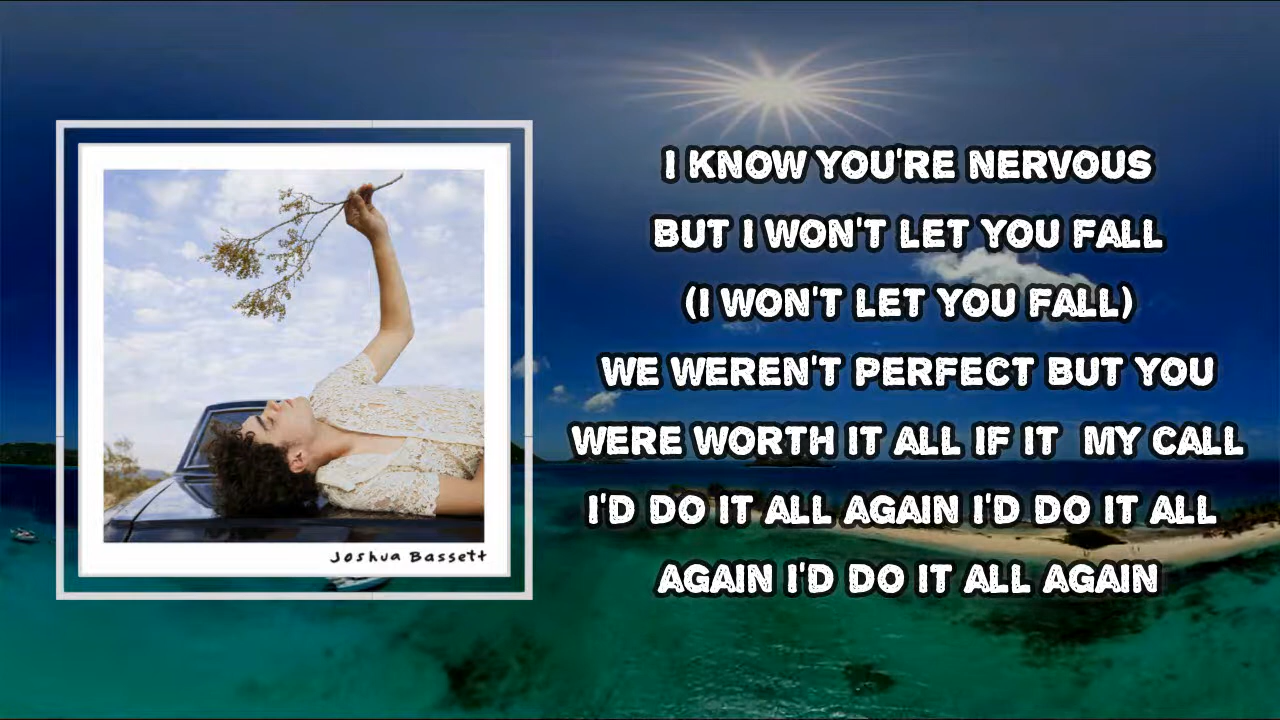 I KNOW YOU'RE NERVOUS
BUT I WON'T LET YOU FALL
(I WON'T LET YOU FALL)
WE WEREN'T PERFECT BUT YOU
WERE WORTH IT ALL IF IT MY CALL
I'D DO IT ALL AGAIN I'D DO IT ALL
AGAIN I'D DO IT ALL AGAIN
Joshua Bassett